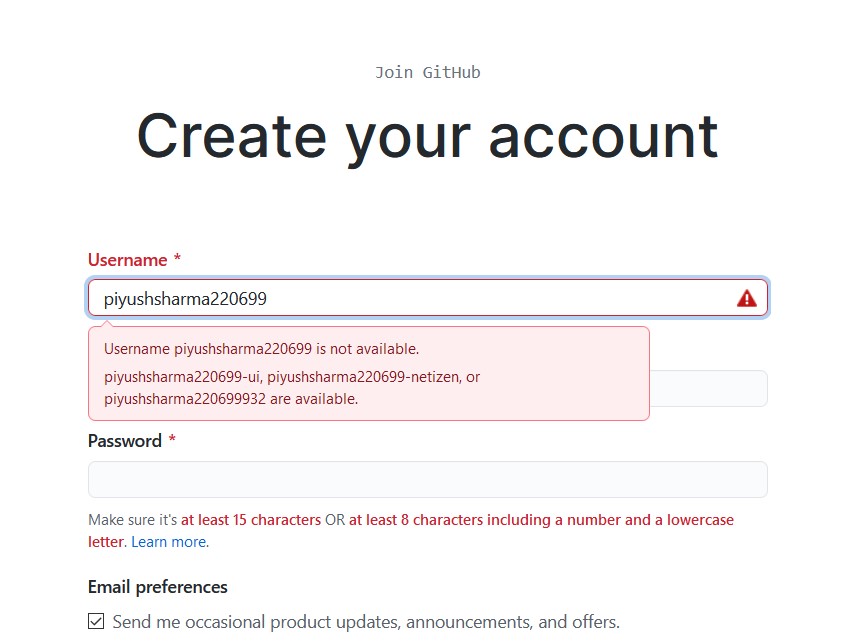 Join GitHub
Create your account
Username *
piyushsharma220699
Username piyushsharma220699 is not available.
piyushsharma220699-ui, piyushsharma220699-netizen, or
piyushsharma220699932 are available.
Password *
Make sure it's at least 15 characters OR at least 8 characters including a number and a lowercase
letter. Learn more.
Email preferences
Send me occasional product updates, announcements, and offers.